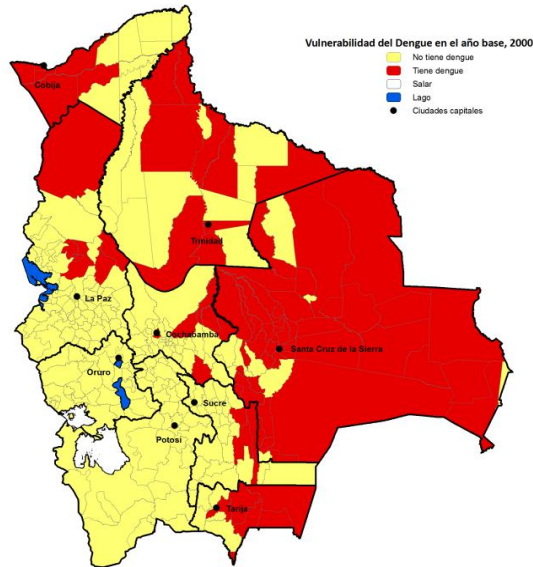 Vulnerabilidad del Dengue en el año base, 2000
No tiene dengue
Tiene dengue
Salar
Lago
Ciudades capitales
Cobija
Trinidad
La Paz
Cochabamba
Santa Cruz de la Sierra
Oruro
Sucre
Potosi
Tarija